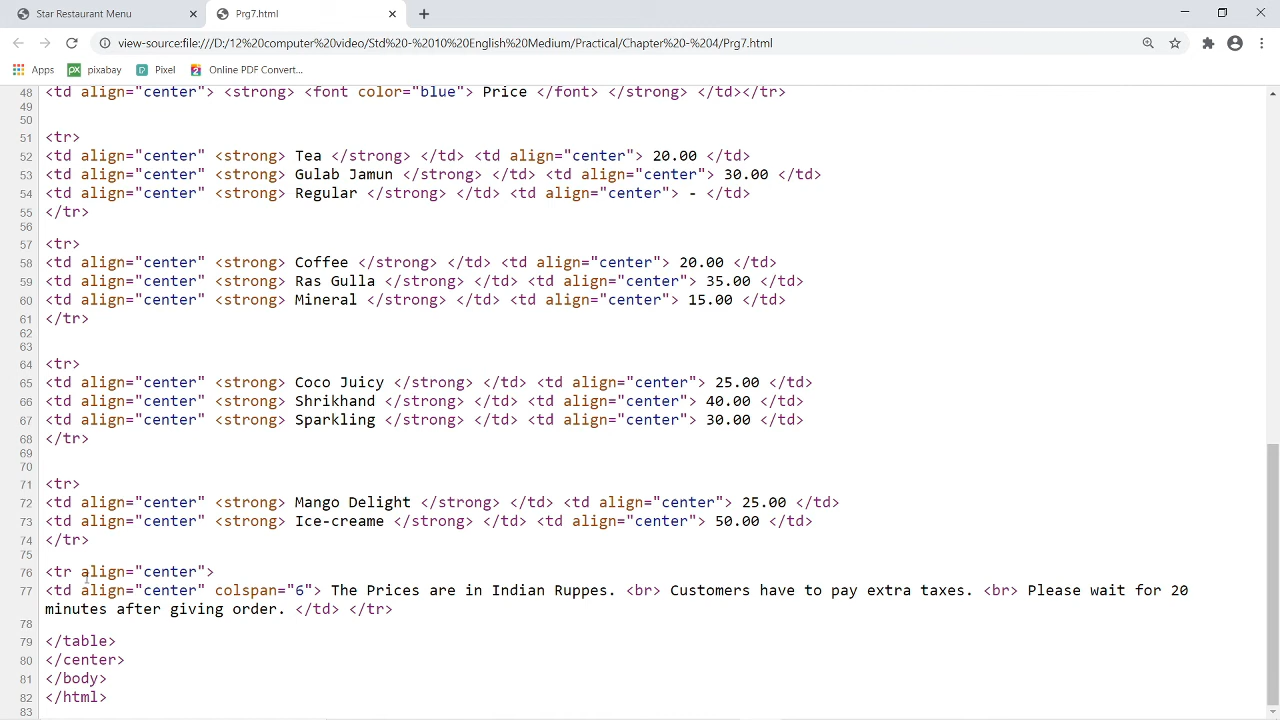 Star Restaurant Menu
Prg7.html
view-source:file:///D:/12%20computer%20video/Std%20-%2010%20English%20Medium/Practical/Chapter%20-%204/Prg7.html
Apps pixabay Pixel Online PDF Convert...
48 <td align="center"> <strong> <font color="blue"> Price </font> </strong> </td></tr>
49
50
51 <tr>
52 <td align="center" <strong> Tea </strong> </td> <td align="center"> 20.00 </td>
53 <td align="center" <strong> Gulab Jamun </strong> </td> <td align="center"> 30.00 </td>
54 <td align="center" <strong> Regular </strong> </td> <td align="center"> - </td>
55 </tr>
56
57 <tr>
58 <td align="center" <strong> Coffee </strong> </td> <td align="center"> 20.00 </td>
59 <td align="center" <strong> Ras Gulla </strong> </td> <td align="center"> 35.00 </td>
60 <td align="center" <strong> Mineral </strong> </td> <td align="center"> 15.00 </td>
61 </tr>
62
63
64 <tr>
65 <td align="center" <strong> Coco Juicy </strong> </td> <td align="center"> 25.00 </td>
66 <td align="center" <strong> Shrikhand </strong> </td> <td align="center"> 40.00 </td>
67 <td align="center" <strong> Sparkling </strong> </td> <td align="center"> 30.00 </td>
68 </tr>
69
70
71 <tr>
72 <td align="center" <strong> Mango Delight </strong> </td> <td align="center"> 25.00 </td>
73 <td align="center" <strong> Ice-creame </strong> </td> <td align="center"> 50.00 </td>
74 </tr>
75
76 <tr align="center">
77 <td align="center" colspan="6"> The Prices are in Indian Ruppes. <br> Customers have to pay extra taxes. <br> Please wait for 20
minutes after giving order. </td> </tr>
78
79 </table>
80 </center>
81 </body>
82 </html>
83